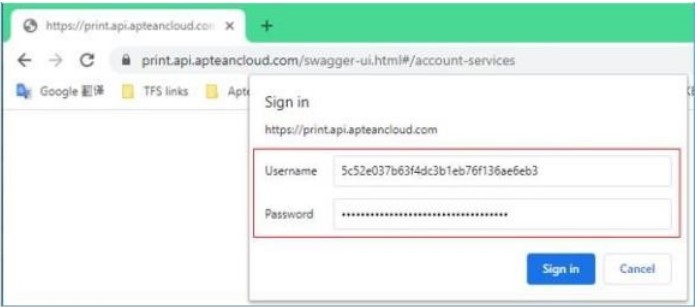 https://print.api.apteancloud.con
print.api.apteancloud.com/swagger-ui.html#/account-services
Google 翻译
TFS links
Apte
Sign in
https://print.api.apteancloud.com
Username
5c52e037b63f4dc3b1eb76f136ae6eb3
Password
Sign in
Cancel